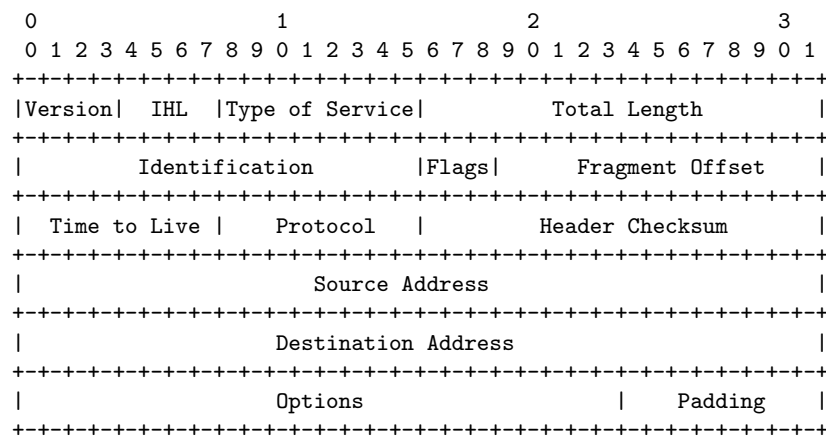 0                   1                   2                   3
 0 1 2 3 4 5 6 7 8 9 0 1 2 3 4 5 6 7 8 9 0 1 2 3 4 5 6 7 8 9 0 1
+-+-+-+-+-+-+-+-+-+-+-+-+-+-+-+-+-+-+-+-+-+-+-+-+-+-+-+-+-+-+-+-+
|Version|  IHL  |Type of Service|          Total Length         |
+-+-+-+-+-+-+-+-+-+-+-+-+-+-+-+-+-+-+-+-+-+-+-+-+-+-+-+-+-+-+-+-+
|         Identification        |Flags|      Fragment Offset    |
+-+-+-+-+-+-+-+-+-+-+-+-+-+-+-+-+-+-+-+-+-+-+-+-+-+-+-+-+-+-+-+-+
|  Time to Live |    Protocol   |         Header Checksum       |
+-+-+-+-+-+-+-+-+-+-+-+-+-+-+-+-+-+-+-+-+-+-+-+-+-+-+-+-+-+-+-+-+
|                       Source Address                          |
+-+-+-+-+-+-+-+-+-+-+-+-+-+-+-+-+-+-+-+-+-+-+-+-+-+-+-+-+-+-+-+-+
|                    Destination Address                        |
+-+-+-+-+-+-+-+-+-+-+-+-+-+-+-+-+-+-+-+-+-+-+-+-+-+-+-+-+-+-+-+-+
|                    Options                    |    Padding    |
+-+-+-+-+-+-+-+-+-+-+-+-+-+-+-+-+-+-+-+-+-+-+-+-+-+-+-+-+-+-+-+-+